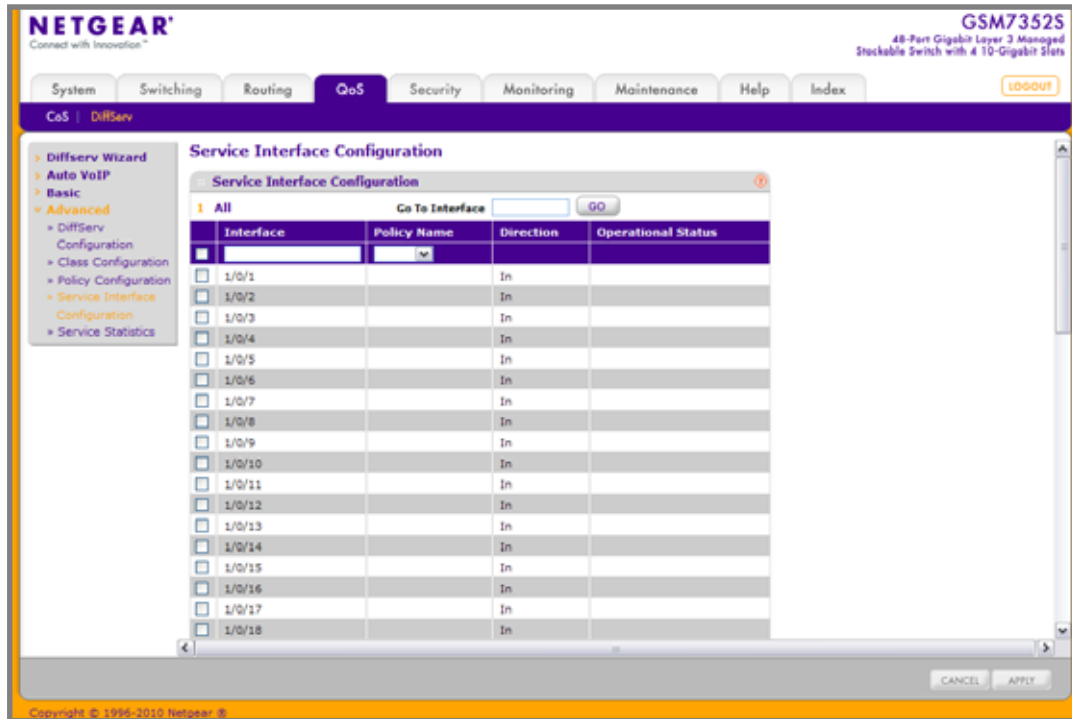 NETGEAR®
Connect with Innovation™
GSM7352S
48-Port Gigabit Layer 3 Managed
Stackable Switch with 4 10-Gigabit Slots
System Switching Routing QoS Security Monitoring Maintenance Help Index LOGOUT
CoS | DiffServ
Diffserv Wizard
Auto VoIP
Basic
Advanced
» DiffServ
Configuration
» Class Configuration
» Policy Configuration
» Service Interface
Configuration
» Service Statistics
Service Interface Configuration
Service Interface Configuration ?
1 All Go To Interface GO
Interface Policy Name Direction Operational Status
1/0/1 In
1/0/2 In
1/0/3 In
1/0/4 In
1/0/5 In
1/0/6 In
1/0/7 In
1/0/8 In
1/0/9 In
1/0/10 In
1/0/11 In
1/0/12 In
1/0/13 In
1/0/14 In
1/0/15 In
1/0/16 In
1/0/17 In
1/0/18 In
CANCEL APPLY
Copyright © 1996-2010 Netgear ®